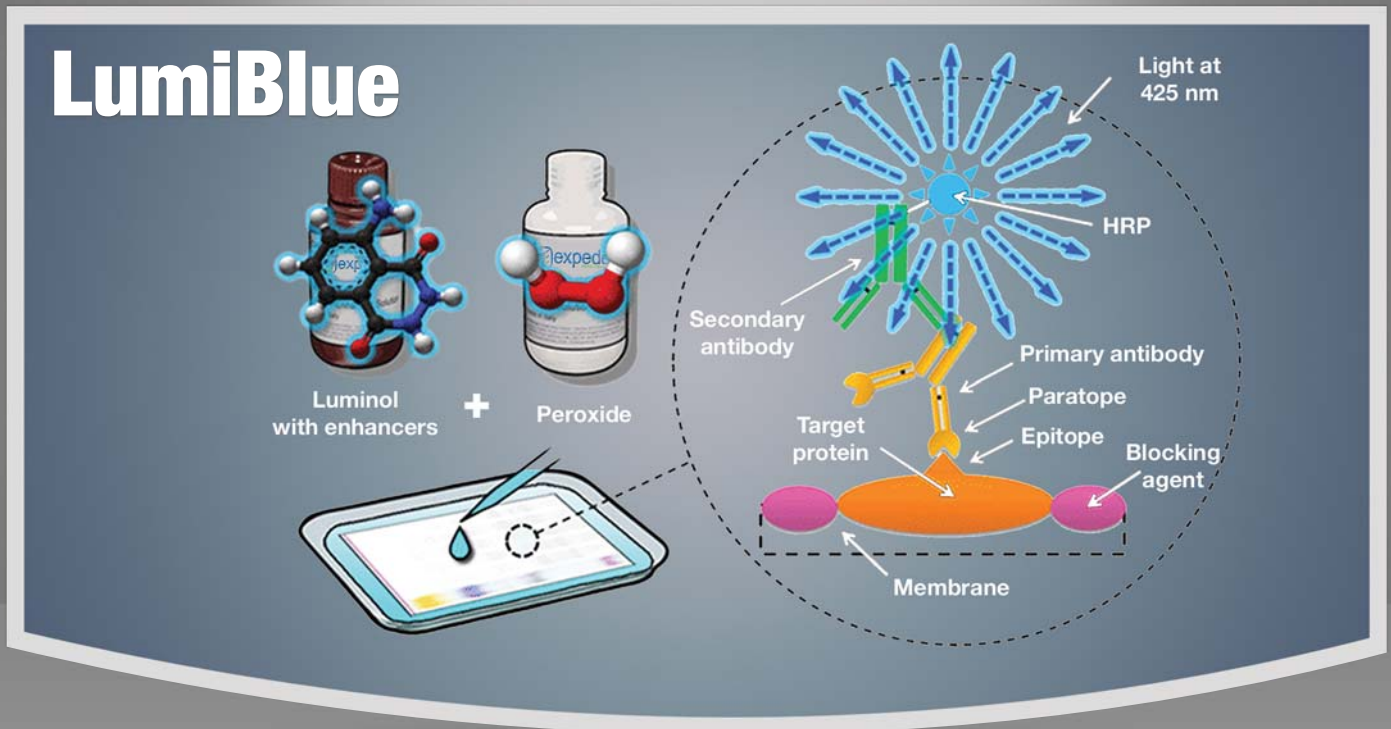 LumiBlue
Light at
425 nm
HRP
Secondary
antibody
Primary antibody
Paratope
Epitope
Target
protein
Blocking
agent
Membrane
Luminol
with enhancers
+
Peroxide